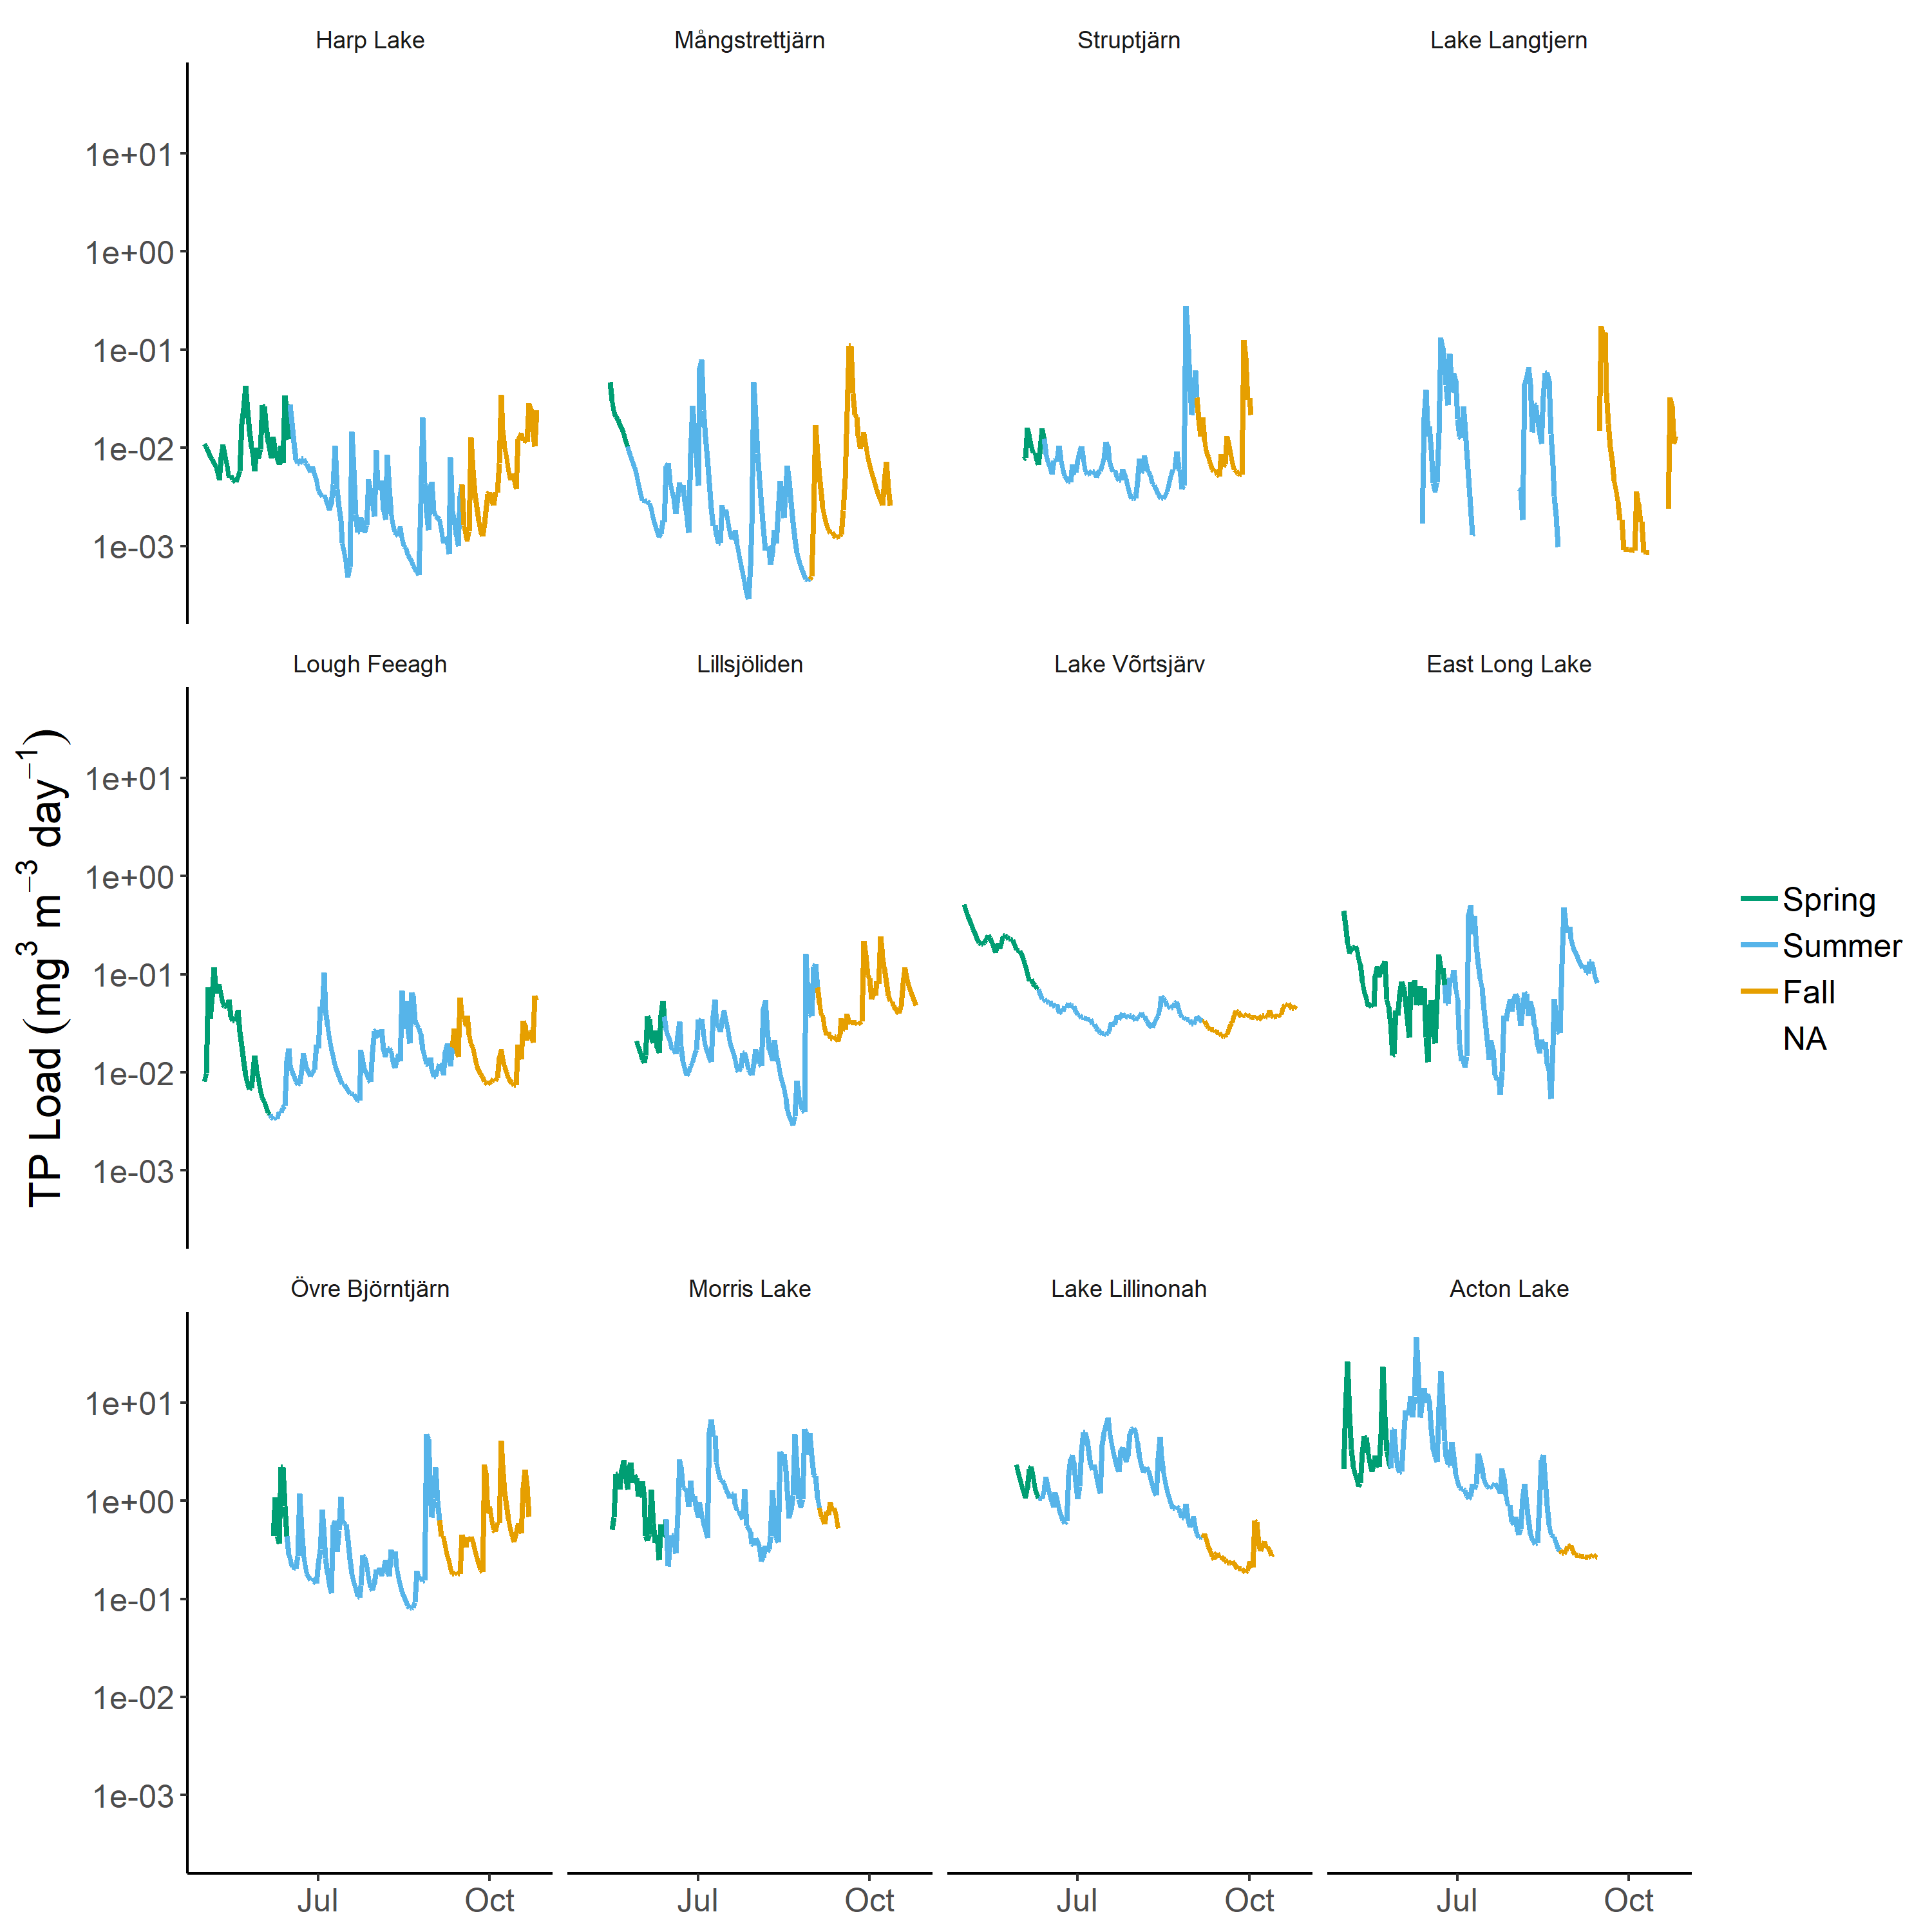 Harp Lake
Mångstrettjärn
Struptjärn
Lake Langtjern
1e+01
1e+00
1e-01
1e-02
1e-03
Lough Feeagh
Lillsjöliden
Lake Võrtsjärv
East Long Lake
1e+01
1e+00
1e-01
1e-02
1e-03
TP Load (mg³ m⁻³ day⁻¹)
Spring
Summer
Fall
NA
Övre Björntjärn
Morris Lake
Lake Lillinonah
Acton Lake
1e+01
1e+00
1e-01
1e-02
1e-03
Jul
Oct
Jul
Oct
Jul
Oct
Jul
Oct